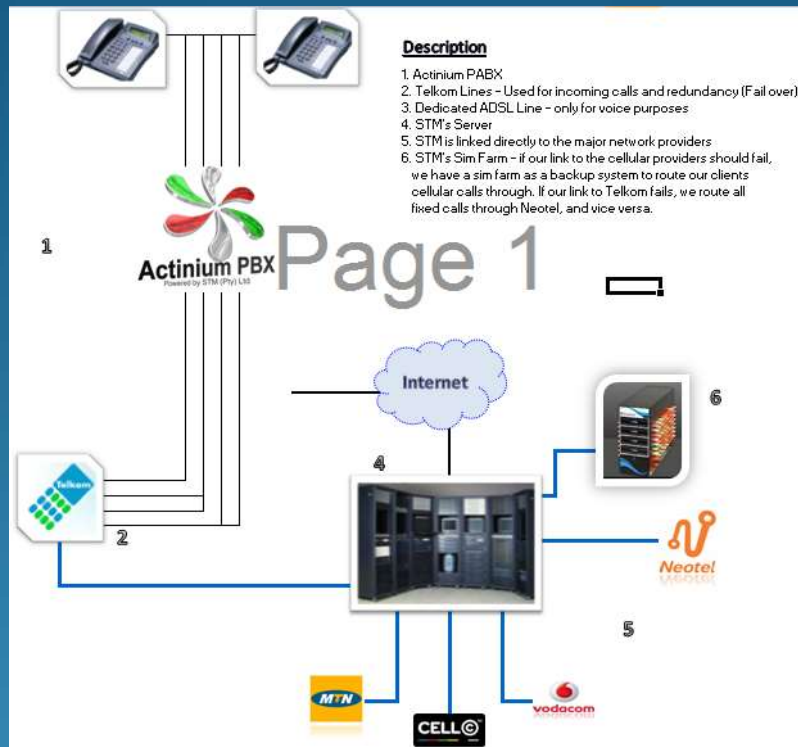 Description
1. Actinium PABX
2. Telkom Lines – Used for incoming calls and redundancy (Fail over)
3. Dedicated ADSL Line – only for voice purposes
4. STM's Server
5. STM is linked directly to the major network providers
6. STM's Sim Farm – if our link to the cellular providers should fail,
we have a sim farm as a backup system to route our clients
cellular calls through. If our link to Telkom fails, we route all
fixed calls through Neotel, and vice versa.
1
Actinium PBX
Powered by STM (Pty) Ltd
Page 1
Internet
6
4
Telkom
2
Neotel
5
MTN
CELL C
vodacom